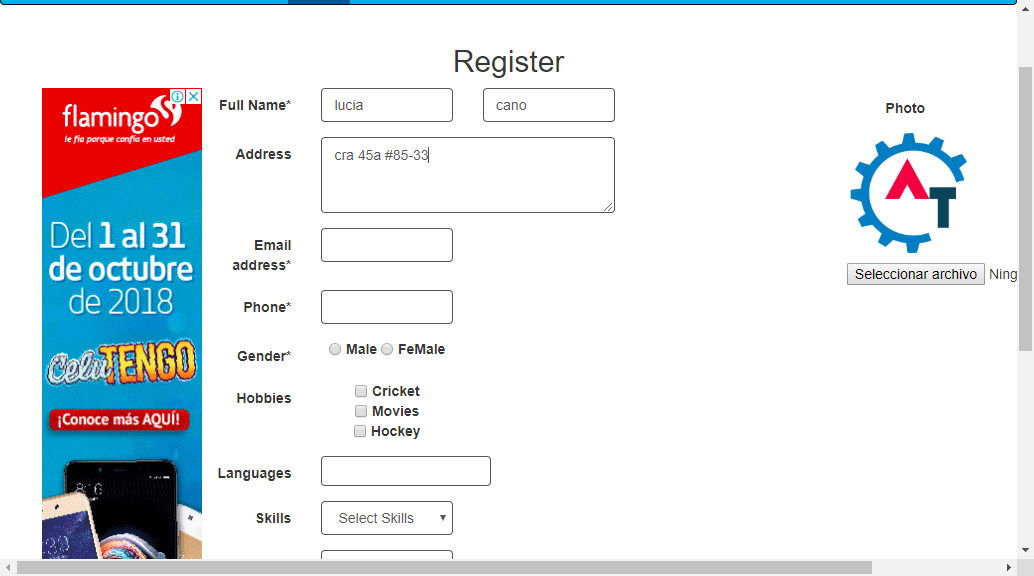 Register
flamingo
le fía porque confía en usted
Del 1 al 31
de octubre
de 2018
CeluTENGO
¡Conoce más AQUÍ!
Full Name*
lucia
cano
Address
cra 45a #85-33
Email
address*
Phone*
Gender*
Male
FeMale
Hobbies
Cricket
Movies
Hockey
Languages
Skills
Select Skills
Photo
AT
Seleccionar archivo
Ning